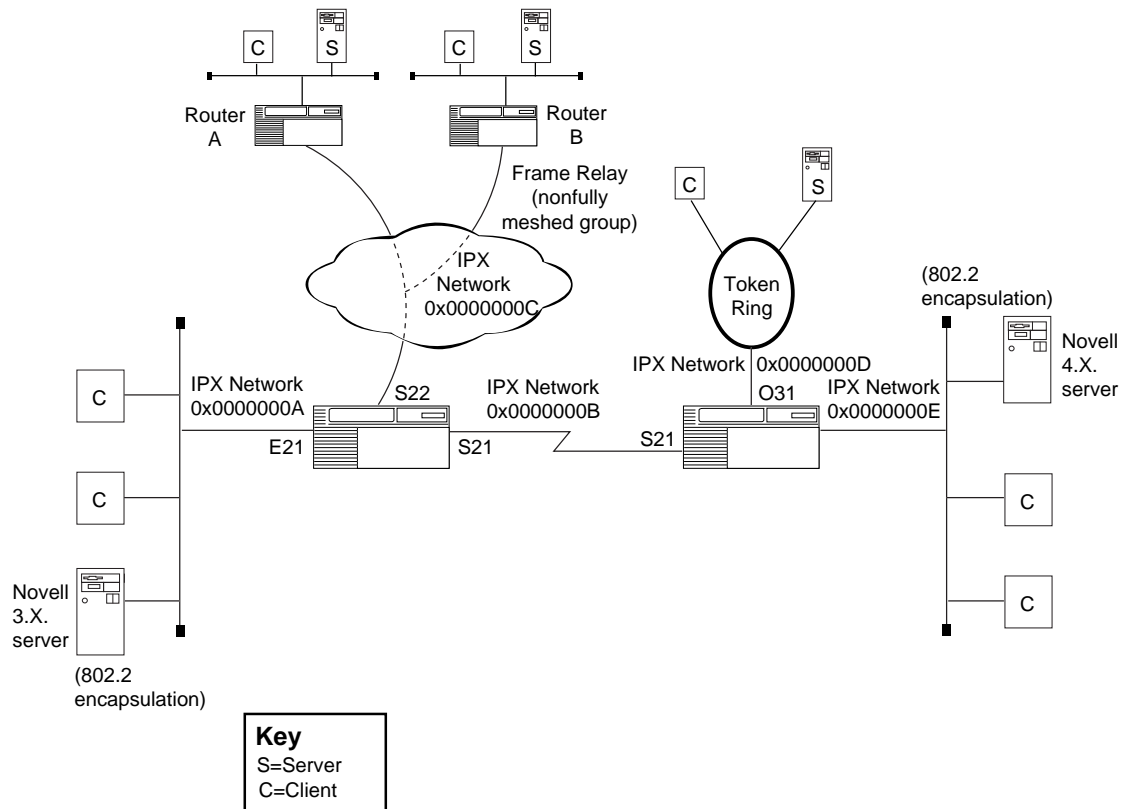 C
S
C
S
Router
A
Router
B
Frame Relay
(nonfully
meshed group)
C
S
IPX
Network
0x0000000C
Token
Ring
(802.2
encapsulation)
Novell
4.X.
server
IPX Network 0x0000000D
C
IPX Network
0x0000000A
S22
IPX Network
0x0000000B
O31
IPX Network
0x0000000E
E21
S21
S21
C
C
C
Novell
3.X.
server
(802.2
encapsulation)
Key
S=Server
C=Client